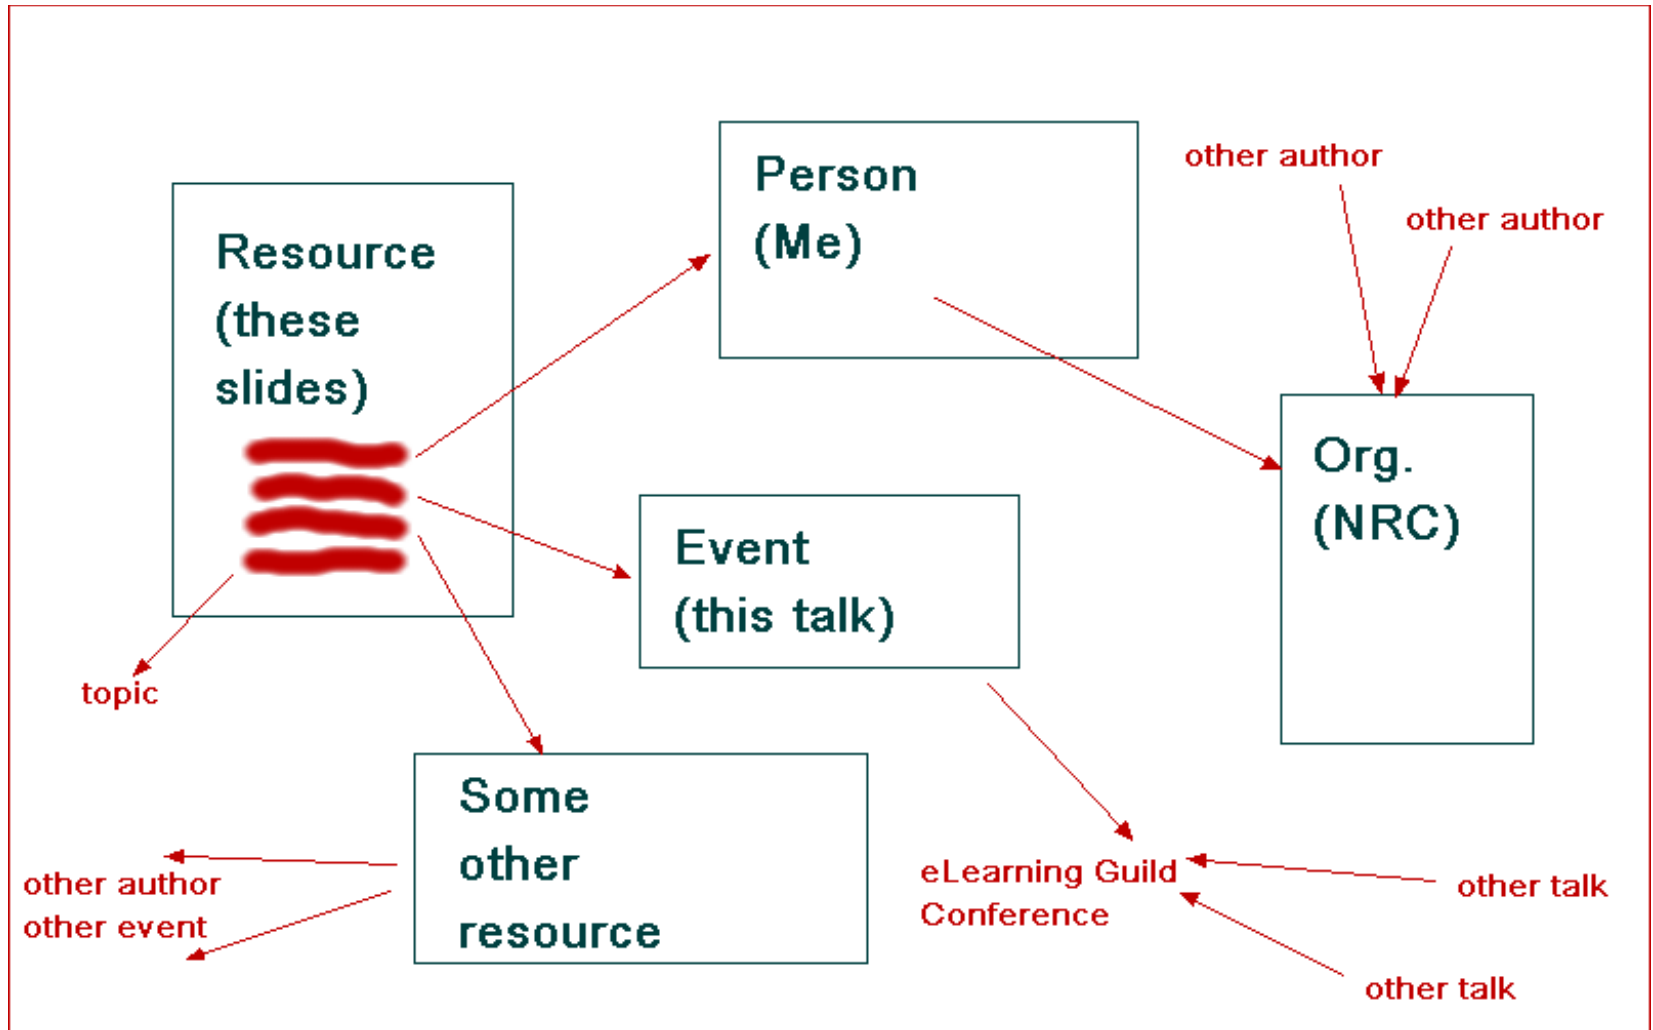 Resource
(these
slides)
topic
Person
(Me)
other author
other author
Org.
(NRC)
Event
(this talk)
Some
other
resource
other author
other event
eLearning Guild
Conference
other talk
other talk